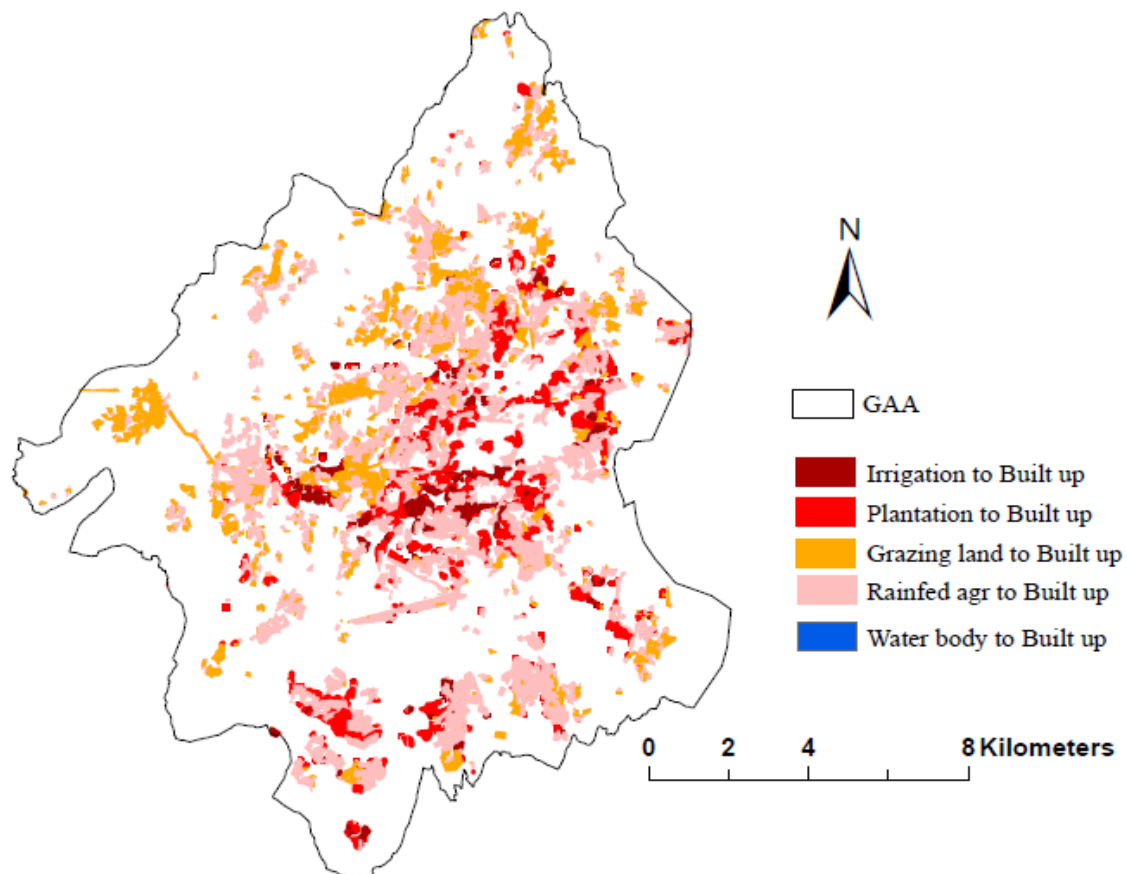 N
GAA
Irrigation to Built up
Plantation to Built up
Grazing land to Built up
Rainfed agr to Built up
Water body to Built up
0 2 4 8 Kilometers